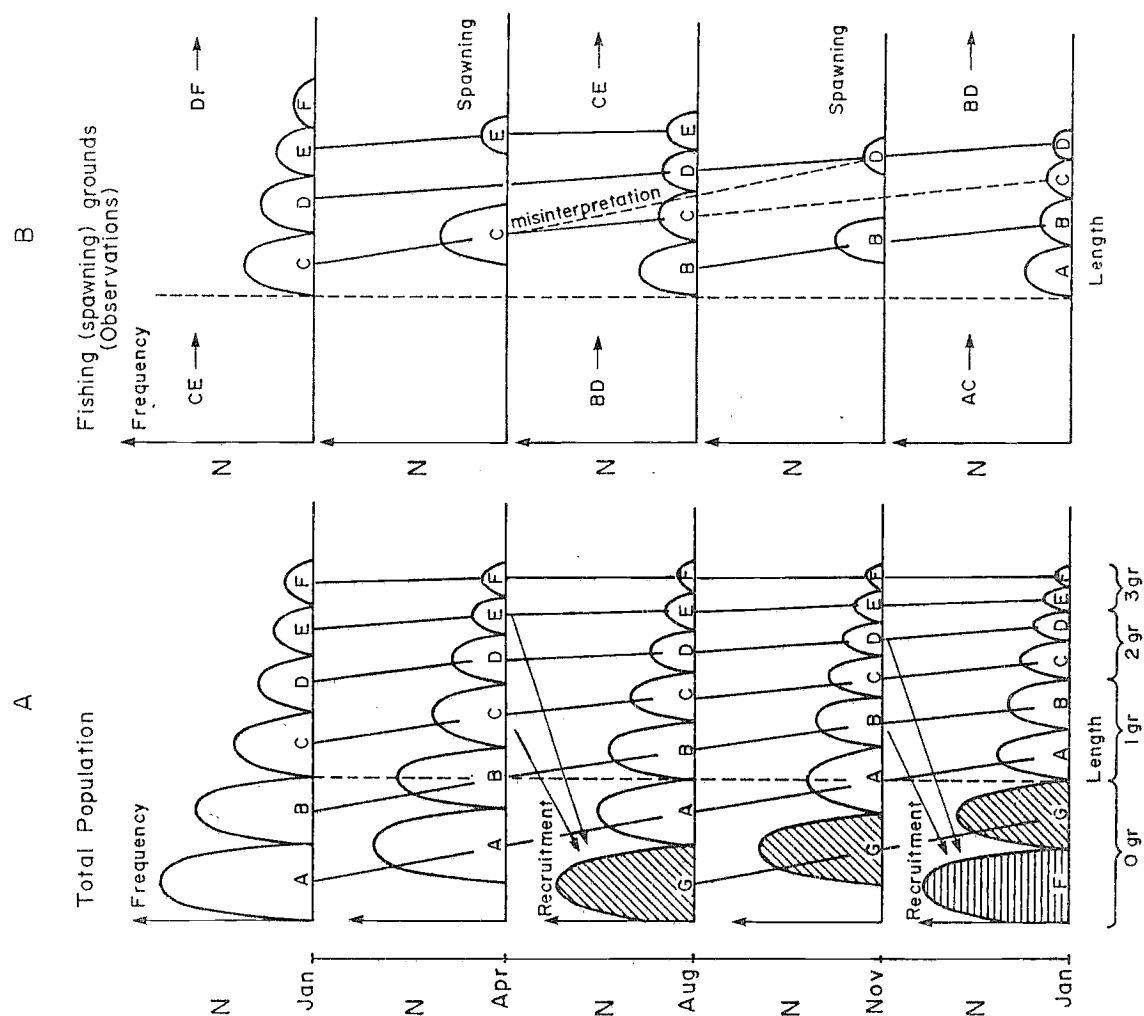 A
Total Population
Frequency
N
Jan
A B C D E F
N
Apr
A B C D E F
Recruitment
N
Aug
G A B C D E F
N
Nov
G A B C D E F
Recruitment
N
Jan
F G A B C D E F
Length
0 gr 1 gr 2 gr 3 gr
B
Fishing (spawning) grounds
(Observations)
Frequency
N
CE DF
C D E F
N
Spawning
C E
misinterpretation
N
BD CE
B C D E
N
Spawning
B D
N
AC BD
A B C D
Length